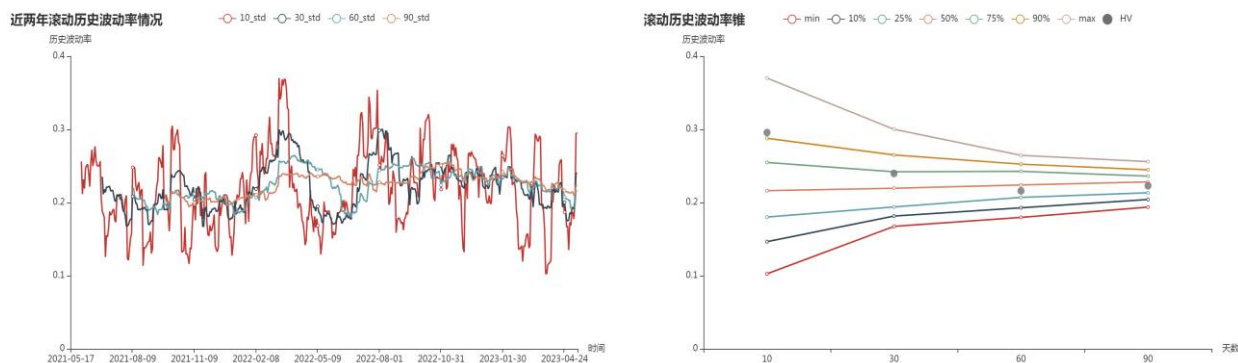 近两年滚动历史波动率情况
10_std 30_std 60_std 90_std
历史波动率
0.4
0.3
0.2
0.1
0
2021-05-17 2021-08-09 2021-11-09 2022-02-08 2022-05-09 2022-08-01 2022-10-31 2023-01-30 2023-04-24
时间
滚动历史波动率锥
min 10% 25% 50% 75% 90% max HV
历史波动率
0.4
0.3
0.2
0.1
0
10 30 60 90
天数